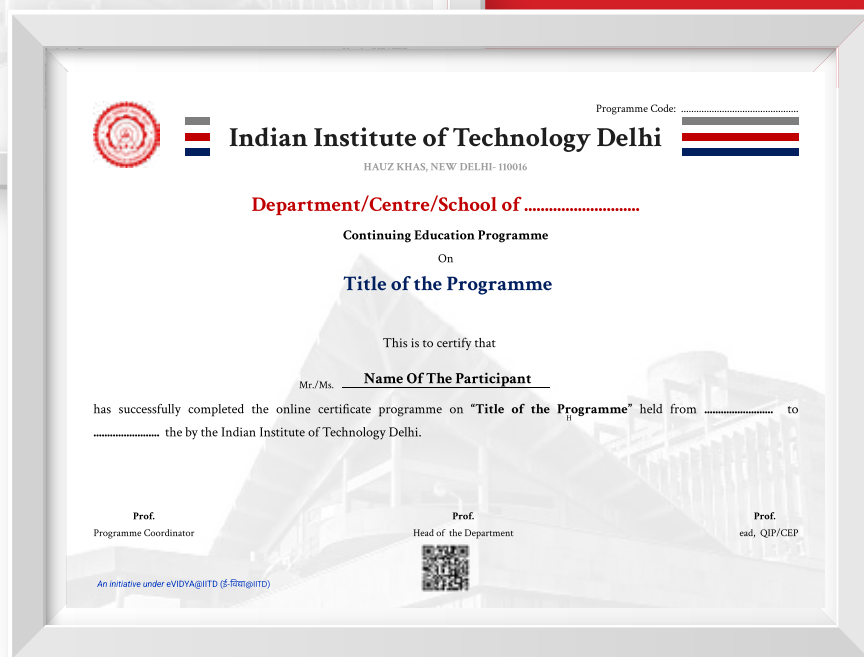 Programme Code: ................................................
Indian Institute of Technology Delhi
HAUZ KHAS, NEW DELHI- 110016
Department/Centre/School of ............................
Continuing Education Programme
On
Title of the Programme
This is to certify that
Mr./Ms. Name Of The Participant
has successfully completed the online certificate programme on “Title of the Programme” held from ......................... to
H
........................ the by the Indian Institute of Technology Delhi.
Prof. Prof. Prof.
Programme Coordinator Head of the Department ead, QIP/CEP
An initiative under eVIDYA@IITD (ई-विद्या@IITD)